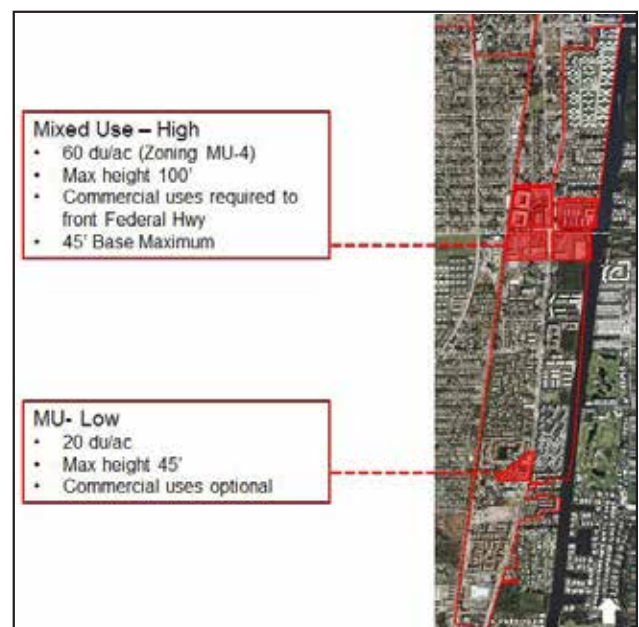 Mixed Use – High
• 60 du/ac (Zoning MU-4)
• Max height 100'
• Commercial uses required to
front Federal Hwy
• 45' Base Maximum
MU- Low
• 20 du/ac
• Max height 45'
• Commercial uses optional